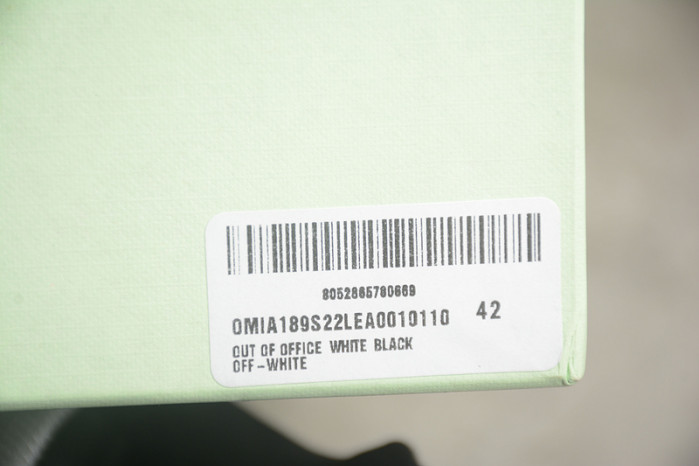 8052865780669
OMIA189S22LEA0010110 42
OUT OF OFFICE WHITE BLACK
OFF-WHITE